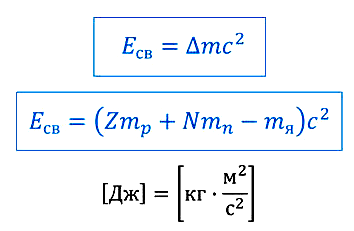 E_св = Δmc²
E_св = (Zm_p + Nm_n − m_я)c²
[Дж] = [кг · м²/с²]